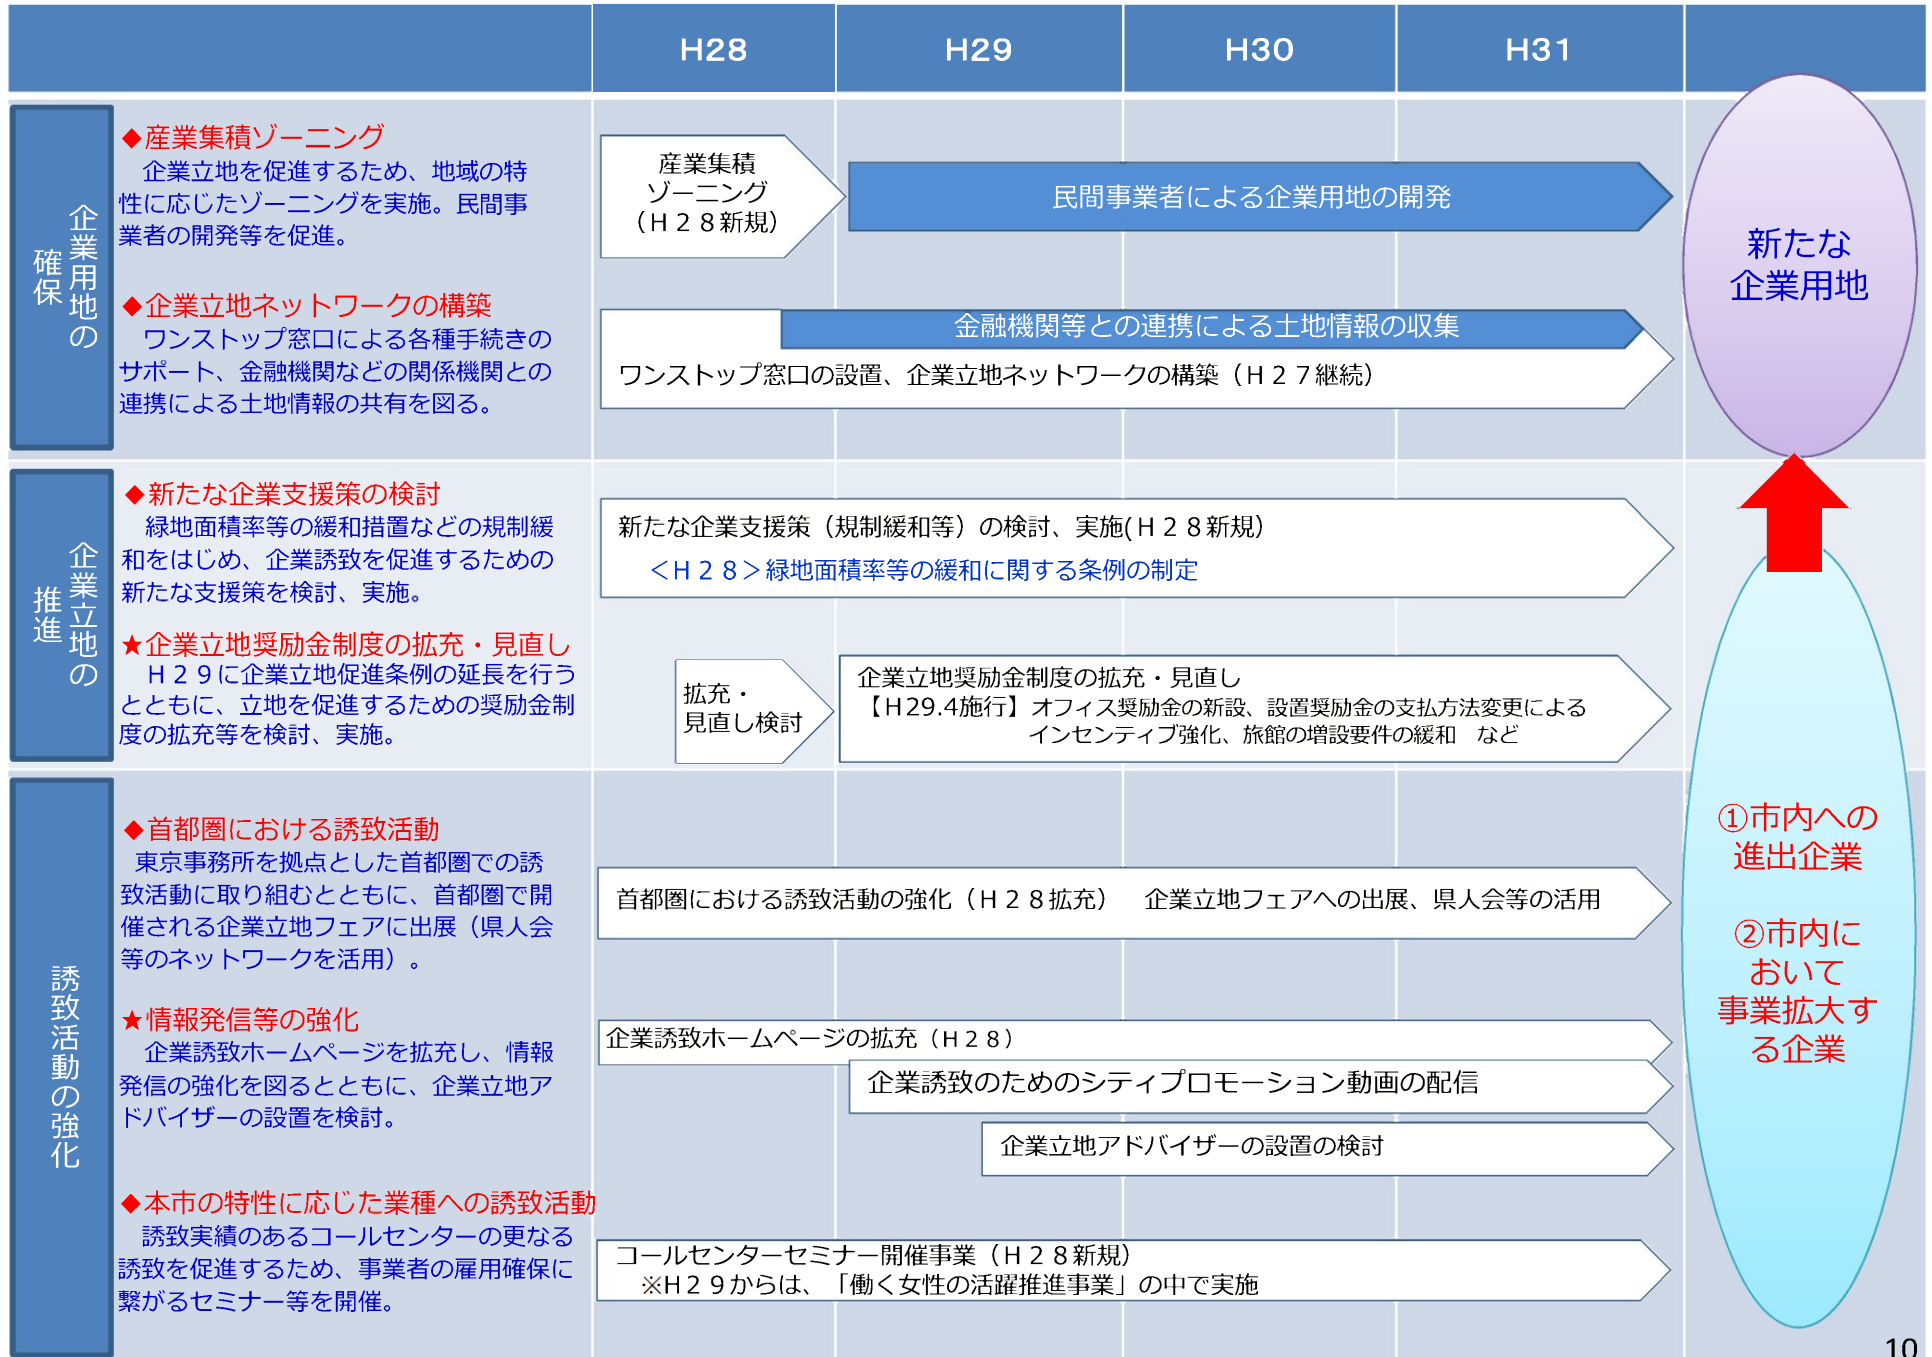 H28
H29
H30
H31
企業用地の
確保
◆産業集積ゾーニング
企業立地を促進するため、地域の特
性に応じたゾーニングを実施。民間事
業者の開発等を促進。
◆企業立地ネットワークの構築
ワンストップ窓口による各種手続きの
サポート、金融機関などの関係機関との
連携による土地情報の共有を図る。
産業集積
ゾーニング
（Ｈ２８新規）
民間事業者による企業用地の開発
金融機関等との連携による土地情報の収集
ワンストップ窓口の設置、企業立地ネットワークの構築（Ｈ２７継続）
新たな
企業用地
企業立地の
推進
◆新たな企業支援策の検討
緑地面積率等の緩和措置などの規制緩
和をはじめ、企業誘致を促進するための
新たな支援策を検討、実施。
★企業立地奨励金制度の拡充・見直し
Ｈ２９に企業立地促進条例の延長を行う
とともに、立地を促進するための奨励金制
度の拡充等を検討、実施。
新たな企業支援策（規制緩和等）の検討、実施(Ｈ２８新規）
＜Ｈ２８＞緑地面積率等の緩和に関する条例の制定
拡充・
見直し検討
企業立地奨励金制度の拡充・見直し
【H29.4施行】オフィス奨励金の新設、設置奨励金の支払方法変更による
インセンティブ強化、旅館の増設要件の緩和　など
誘致活動の強化
◆首都圏における誘致活動
東京事務所を拠点とした首都圏での誘
致活動に取り組むとともに、首都圏で開
催される企業立地フェアに出展（県人会
等のネットワークを活用）。
★情報発信等の強化
企業誘致ホームページを拡充し、情報
発信の強化を図るとともに、企業立地ア
ドバイザーの設置を検討。
◆本市の特性に応じた業種への誘致活動
誘致実績のあるコールセンターの更なる
誘致を促進するため、事業者の雇用確保に
繋がるセミナー等を開催。
首都圏における誘致活動の強化（Ｈ２８拡充）　企業立地フェアへの出展、県人会等の活用
企業誘致ホームページの拡充（Ｈ２８）
企業誘致のためのシティプロモーション動画の配信
企業立地アドバイザーの設置の検討
コールセンターセミナー開催事業（Ｈ２８新規）
※Ｈ２９からは、「働く女性の活躍推進事業」の中で実施
①市内への
進出企業
②市内に
おいて
事業拡大す
る企業
10